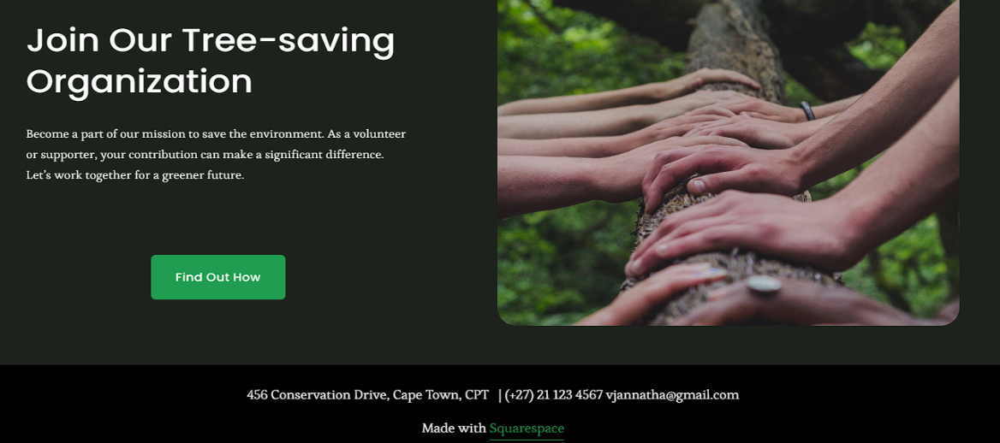 Join Our Tree-saving
Organization
Become a part of our mission to save the environment. As a volunteer
or supporter, your contribution can make a significant difference.
Let’s work together for a greener future.
Find Out How
456 Conservation Drive, Cape Town, CPT | (+27) 21 123 4567 vjannatha@gmail.com
Made with Squarespace